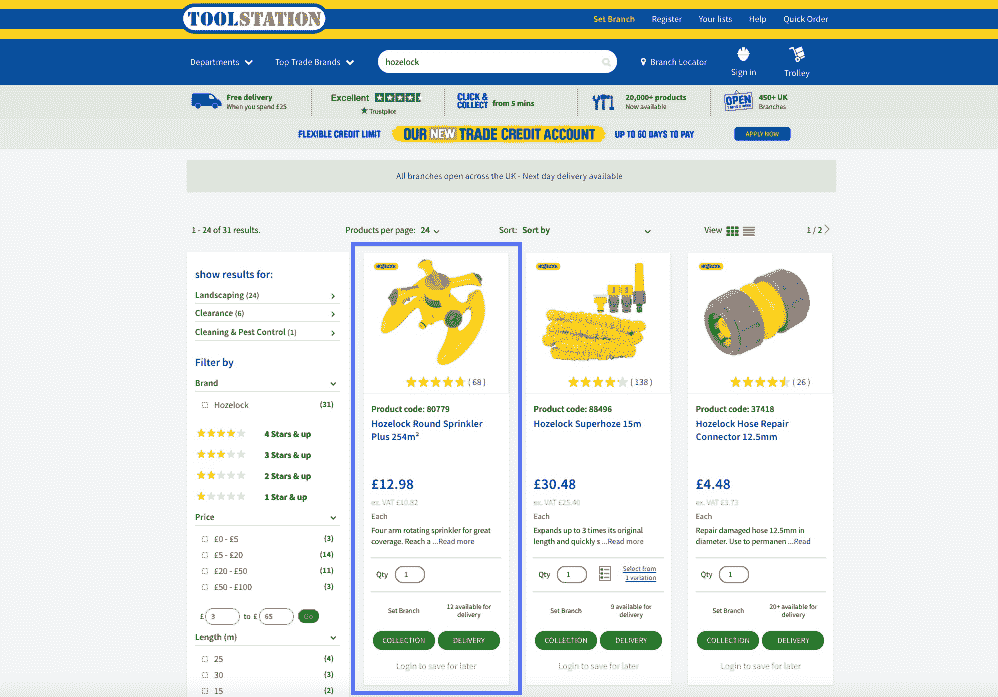 TOOLSTATION
Set Branch Register Your lists Help Quick Order
Departments Top Trade Brands hozelock Branch Locator Sign in Trolley
Free delivery
When you spend £25
Excellent
Trustpilot
CLICK & COLLECT from 5 mins
20,000+ products
Now available
OPEN
450+ UK
Branches
FLEXIBLE CREDIT LIMIT OUR NEW TRADE CREDIT ACCOUNT UP TO 60 DAYS TO PAY APPLY NOW
All branches open across the UK - Next day delivery available
1 - 24 of 31 results. Products per page: 24 Sort: Sort by View 1 / 2
show results for:
Landscaping (24)
Clearance (6)
Cleaning & Pest Control (1)
Filter by
Brand
Hozelock (31)
4 Stars & up
3 Stars & up
2 Stars & up
1 Star & up
Price
£0 - £5 (3)
£5 - £20 (14)
£20 - £50 (11)
£50 - £100 (3)
£ 3 to £ 65 Go
Length (m)
25 (4)
30 (3)
15 (2)
(68)
Product code: 80779
Hozelock Round Sprinkler
Plus 254m²
£12.98
ex. VAT £10.82
Each
Four arm rotating sprinkler for great
coverage. Reach a ...Read more
Qty 1
Set Branch
12 available for
delivery
COLLECTION DELIVERY
Login to save for later
(138)
Product code: 88496
Hozelock Superhoze 15m
£30.48
ex. VAT £25.40
Each
Expands up to 3 times its original
length and quickly s ...Read more
Qty 1
Select from
1 variation
Set Branch
9 available for
delivery
COLLECTION DELIVERY
Login to save for later
(26)
Product code: 37418
Hozelock Hose Repair
Connector 12.5mm
£4.48
ex. VAT £3.73
Each
Repair damaged hose 12.5mm in
diameter. Use to permanen ...Read
Qty 1
Set Branch
20+ available for
delivery
COLLECTION DELIVERY
Login to save for later